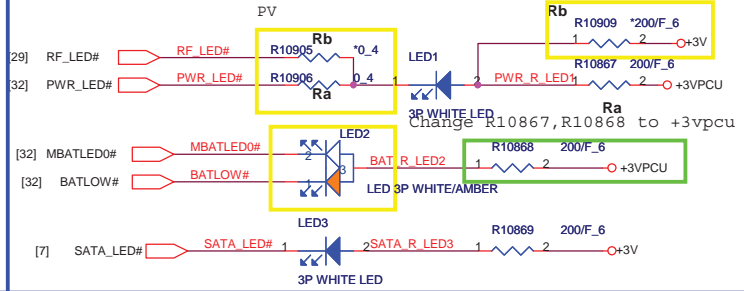 PV
Rb
Rb R10909 *200/F_6
[29] RF_LED# RF_LED# R10905 *0_4 LED1 1 2 +3V
R10867 200/F_6
[32] PWR_LED# PWR_LED# R10906 0_4 1 2 PWR_R_LED1 1 2 +3VPCU
Ra Ra
3P WHITE LED
Change R10867,R10868 to +3vpcu
LED2
[32] MBATLED0# MBATLED0# 2 R10868 200/F_6
3 BAT_R_LED2 1 2 +3VPCU
[32] BATLOW# BATLOW# 1 LED 3P WHITE/AMBER
LED3 R10869 200/F_6
[7] SATA_LED# SATA_LED# 1 2 SATA_R_LED3 1 2 +3V
3P WHITE LED